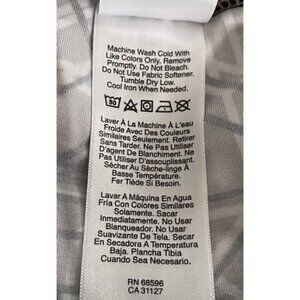 Machine Wash Cold With
Like Colors Only. Remove
Promptly. Do Not Bleach.
Do Not Use Fabric Softener.
Tumble Dry Low.
Cool Iron When Needed.
30
Laver À La Machine À L'eau
Froide Avec Des Couleurs
Similaires Seulement. Retirer
Sans Tarder. Ne Pas Utiliser
D'agent De Blanchiment. Ne Pas
Utiliser D'assouplissant.
Sécher Au Sèche-linge À
Basse Température.
Fer Tiède Si Besoin.
Lavar A Máquina En Agua
Fría Con Colores Similares
Solamente. Sacar
Inmediatamente. No Usar
Blanqueador. No Usar
Suavizante De Tela. Secar
En Secadora A Temperatura
Baja. Plancha Tibia
Cuando Sea Necesario.
RN 68596
CA 31127